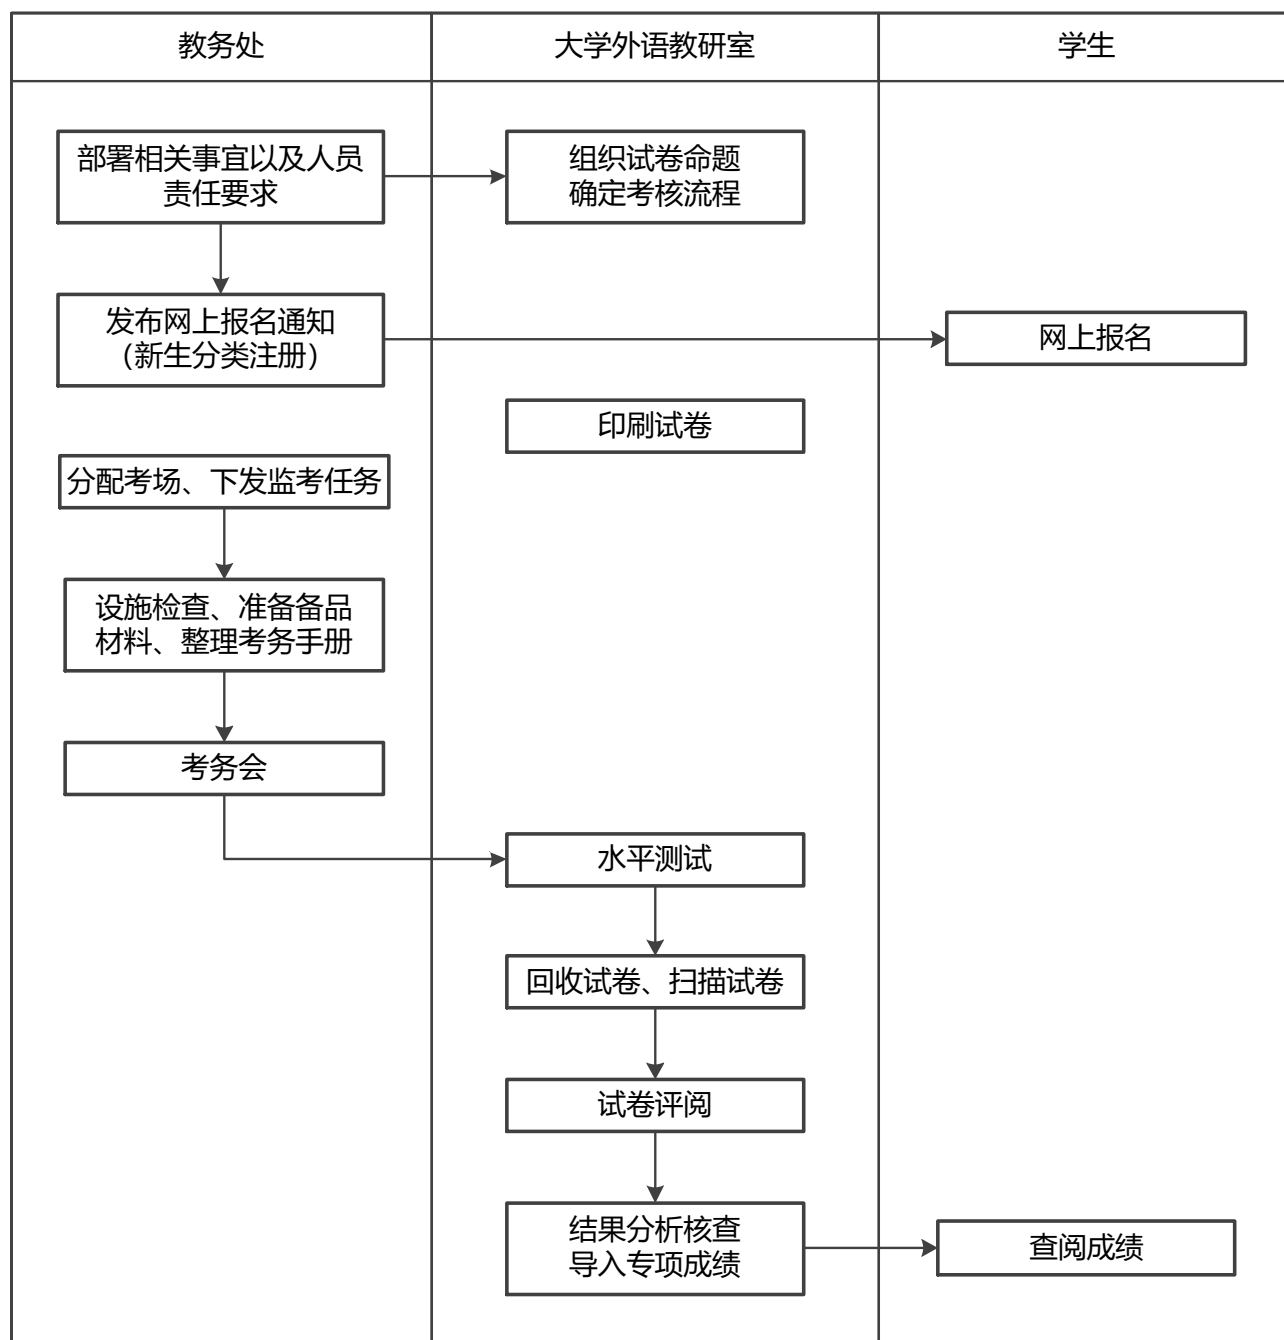 教务处
大学外语教研室
学生
部署相关事宜以及人员
责任要求
组织试卷命题
确定考核流程
发布网上报名通知
（新生分类注册）
网上报名
印刷试卷
分配考场、下发监考任务
设施检查、准备备品
材料、整理考务手册
考务会
水平测试
回收试卷、扫描试卷
试卷评阅
结果分析核查
导入专项成绩
查阅成绩